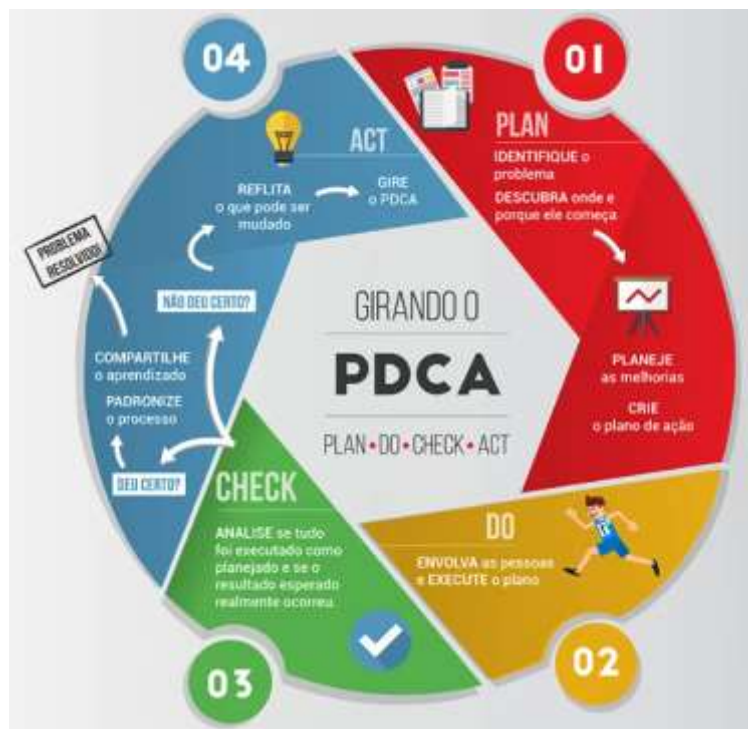 01
PLAN
IDENTIFIQUE o
problema
DESCUBRA onde e
porque ele começa
PLANEJE
as melhorias
CRIE
o plano de ação
02
DO
ENVOLVA as pessoas
e EXECUTE o plano
03
CHECK
ANALISE se tudo
foi executado como
planejado e se o
resultado esperado
realmente ocorreu
04
ACT
NÃO DEU CERTO?
REFLITA
o que pode ser
mudado
GIRE
o PDCA
DEU CERTO?
PADRONIZE
o processo
COMPARTILHE
o aprendizado
PROBLEMA
RESOLVIDO!
GIRANDO O
PDCA
PLAN•DO•CHECK•ACT